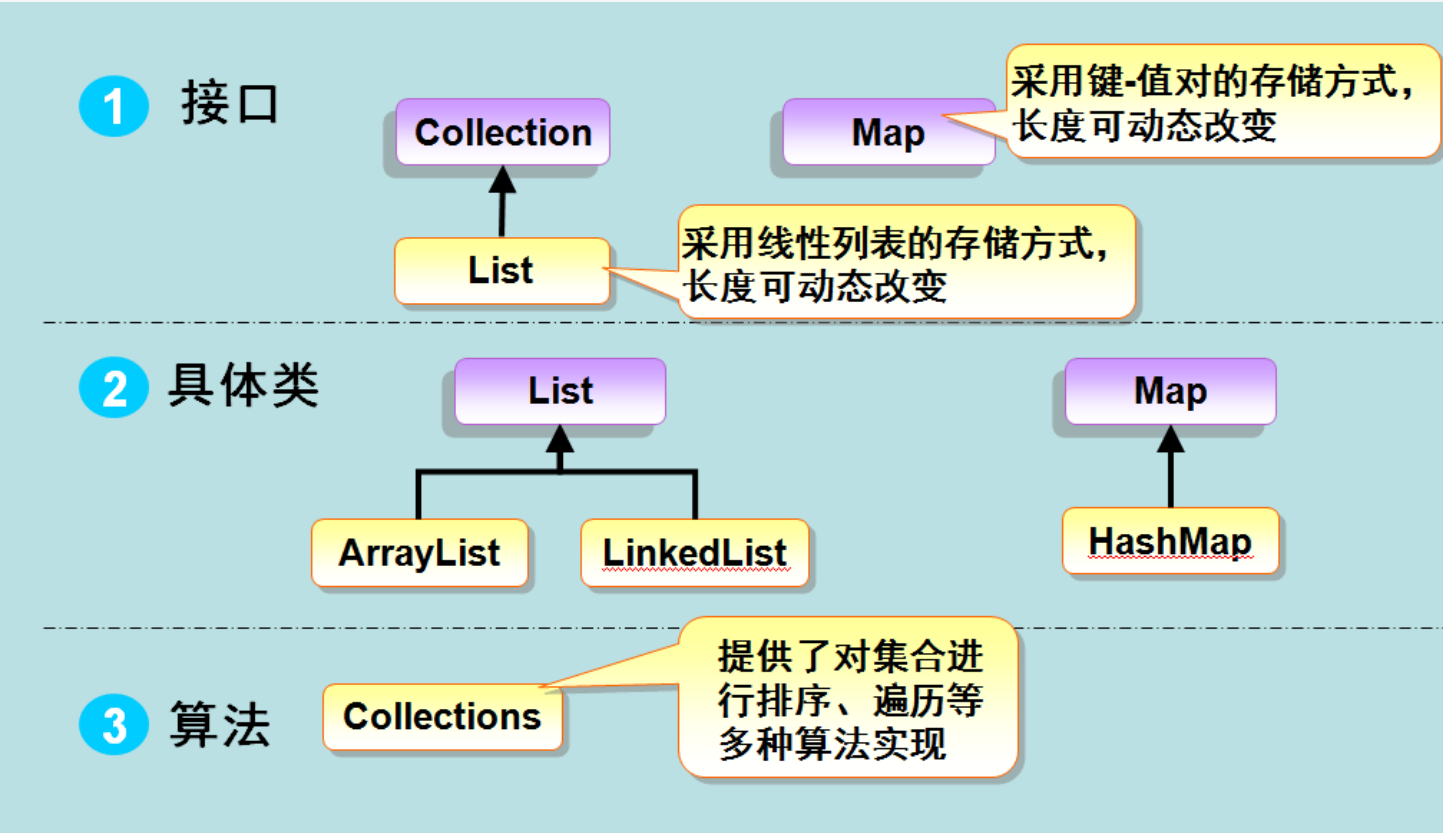 1 接口
Collection
Map
采用键-值对的存储方式，
长度可动态改变
List
采用线性列表的存储方式，
长度可动态改变
2 具体类
List
Map
ArrayList
LinkedList
HashMap
3 算法
Collections
提供了对集合进
行排序、遍历等
多种算法实现